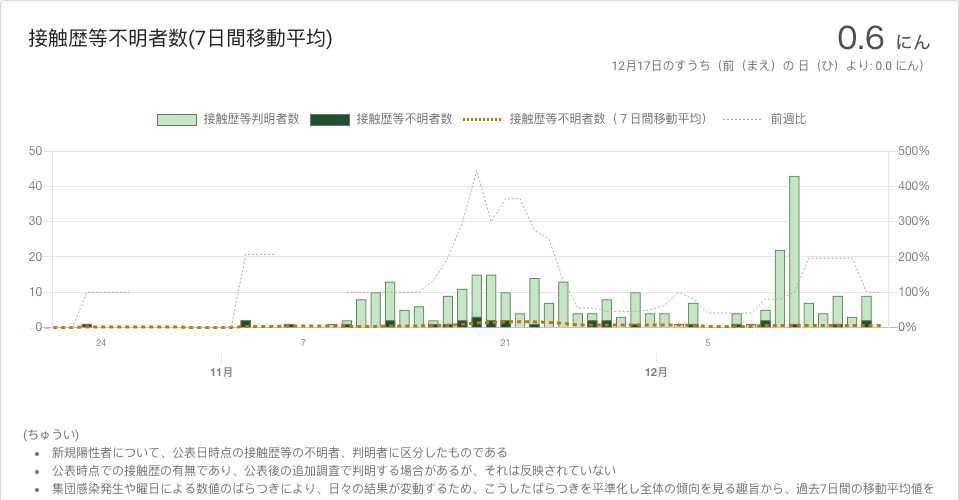 接触歴等不明者数(7日間移動平均)
0.6 にん
12月17日のすうち（前（まえ）の 日（ひ）より: 0.0 にん）
接触歴等判明者数 接触歴等不明者数 接触歴等不明者数（７日間移動平均） 前週比
50 500%
40 400%
30 300%
20 200%
10 100%
0 0%
24 7 21 5
11月 12月
(ちゅうい)
• 新規陽性者について、公表日時点の接触歴等の不明者、判明者に区分したものである
• 公表時点での接触歴の有無であり、公表後の追加調査で判明する場合があるが、それは反映されていない
• 集団感染発生や曜日による数値のばらつきにより、日々の結果が変動するため、こうしたばらつきを平準化し全体の傾向を見る趣旨から、過去7日間の移動平均値を